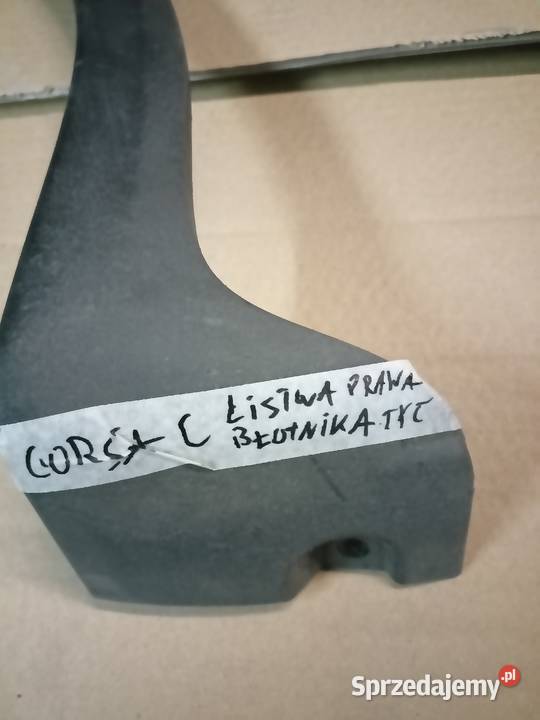 CORSA C
ŁISTWA PRAWA
BŁOTNIKA.TYŁ
Sprzedajemy.pl